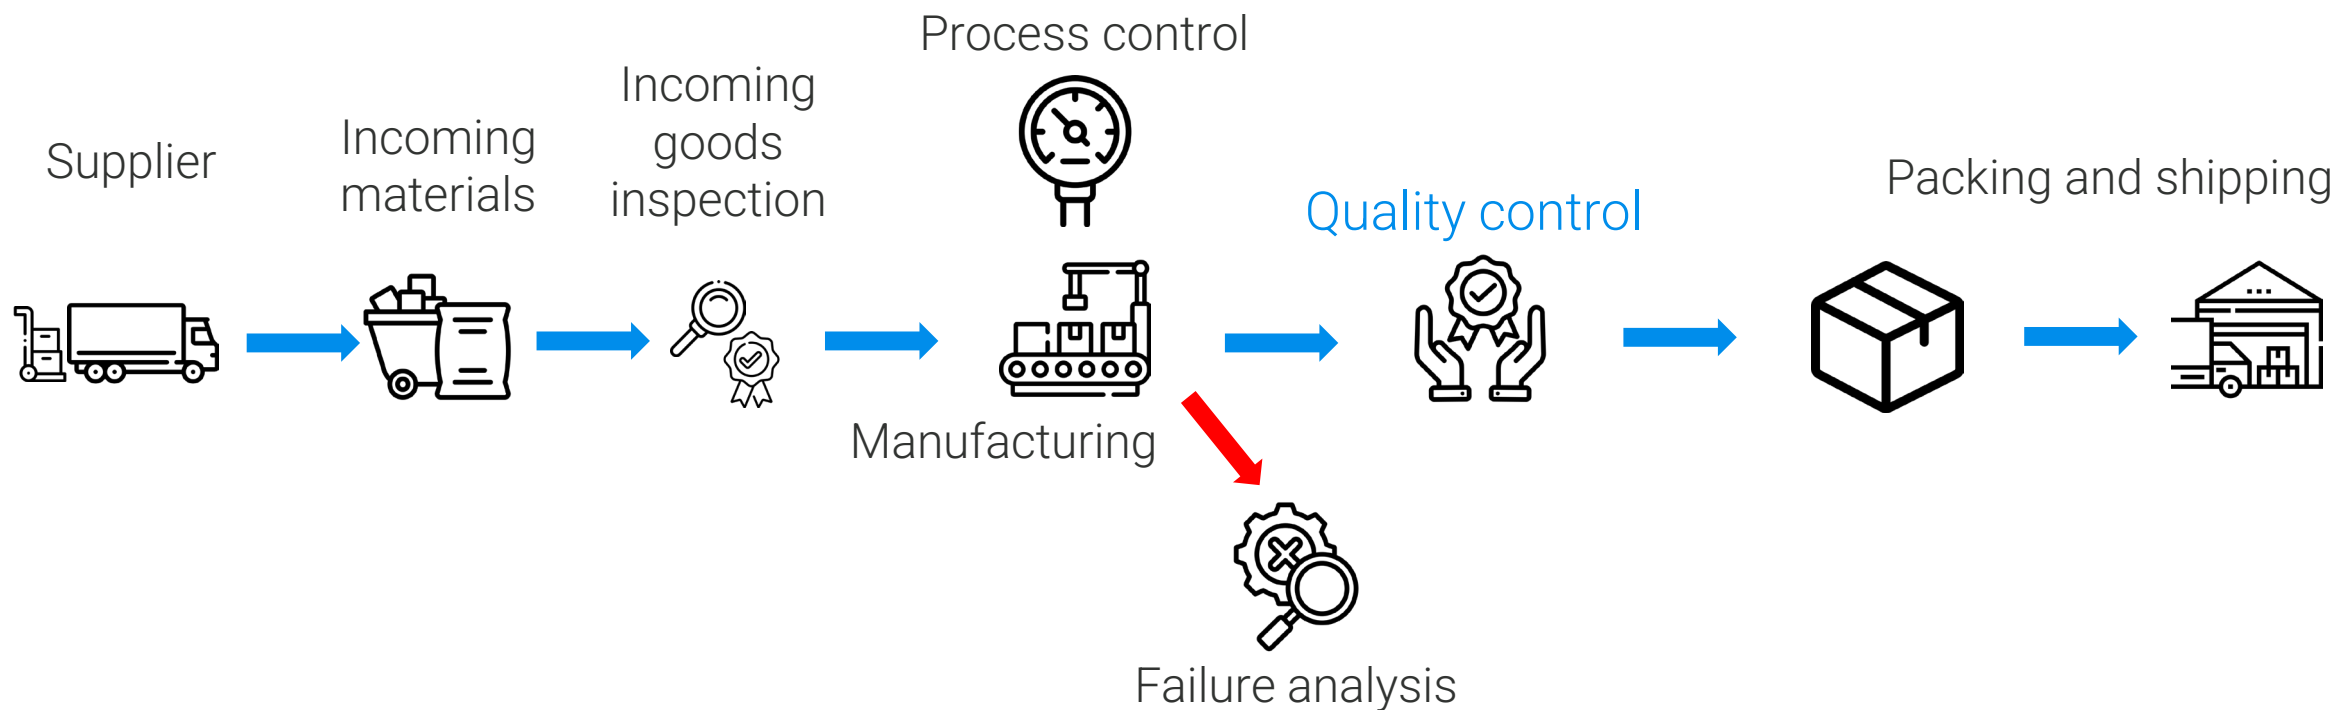 Supplier
Incoming
materials
Incoming
goods
inspection
Process control
Manufacturing
Quality control
Packing and shipping
Failure analysis